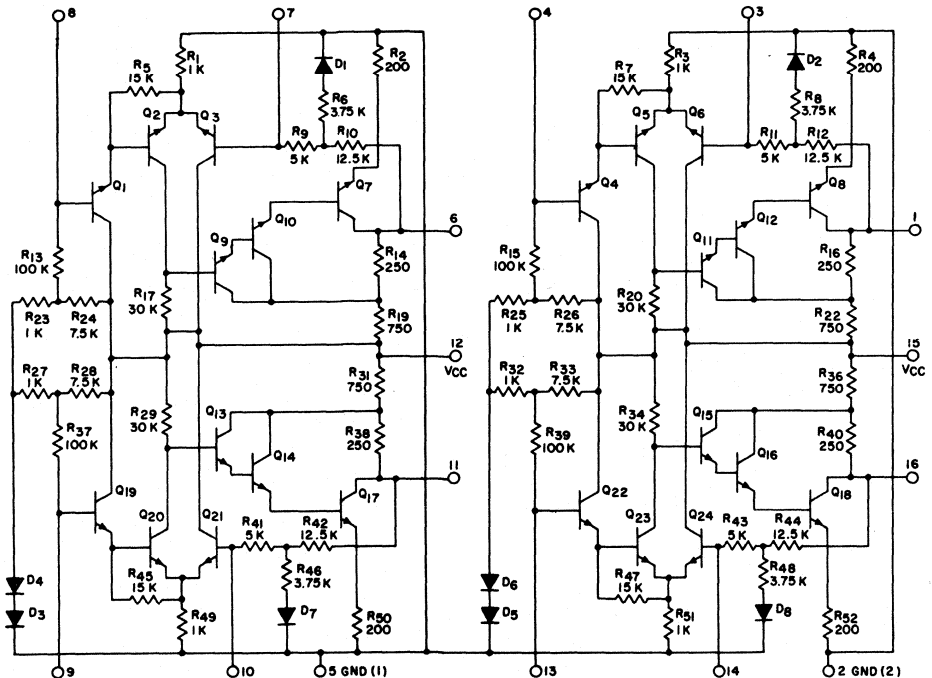 8
7
4
3
R5
15 K
R1
1K
D1
R2
200
R6
3.75 K
Q2
Q3
R9
5 K
R10
12.5 K
Q1
Q7
Q10
Q9
6
R13
100 K
R14
250
R23
1 K
R24
7.5 K
R17
30 K
R19
750
12
VCC
R27
1 K
R28
7.5 K
R31
750
R29
30 K
Q13
R38
250
R37
100 K
Q14
11
Q19
Q17
Q20
Q21
R41
5 K
R42
12.5 K
R46
3.75 K
D4
D3
R45
15 K
R49
1 K
D7
R50
200
9
10
5 GND (1)
R7
15 K
R3
1K
D2
R4
200
R8
3.75 K
Q5
Q6
R11
5 K
R12
12.5 K
Q4
Q8
Q12
Q11
1
R15
100 K
R16
250
R25
1 K
R26
7.5 K
R20
30 K
R22
750
15
VCC
R32
1 K
R33
7.5 K
R36
750
R34
30 K
Q15
R40
250
R39
100 K
Q16
16
Q22
Q18
Q23
Q24
R43
5 K
R44
12.5 K
R48
3.75 K
D6
D5
R47
15 K
R51
1 K
D8
R52
200
13
14
2 GND (2)